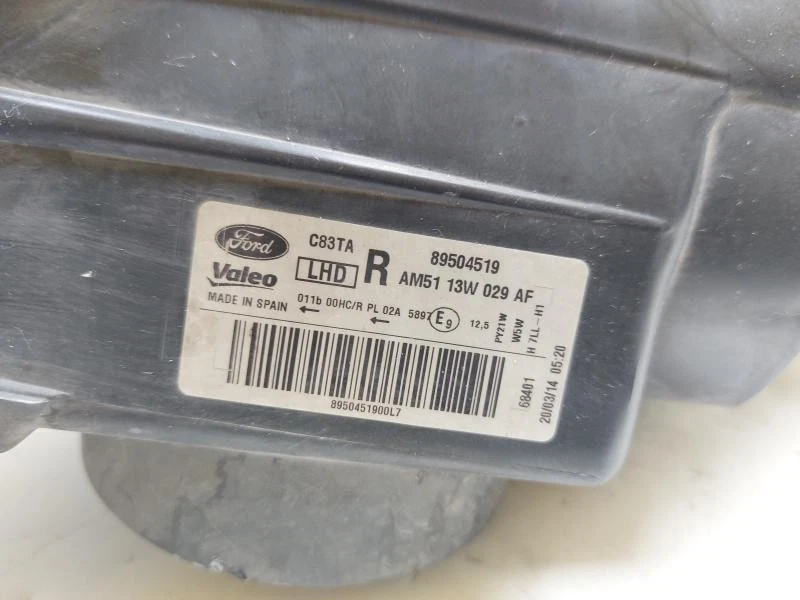 Ford C83TA 89504519
Valeo LHD R AM51 13W 029 AF
MADE IN SPAIN 011b 00HC/R PL 02A 5897 E9 12,5
← ←
PY21W
W5W
H 7LL-H1
8950451900L7
68401
20/03/14 05:20